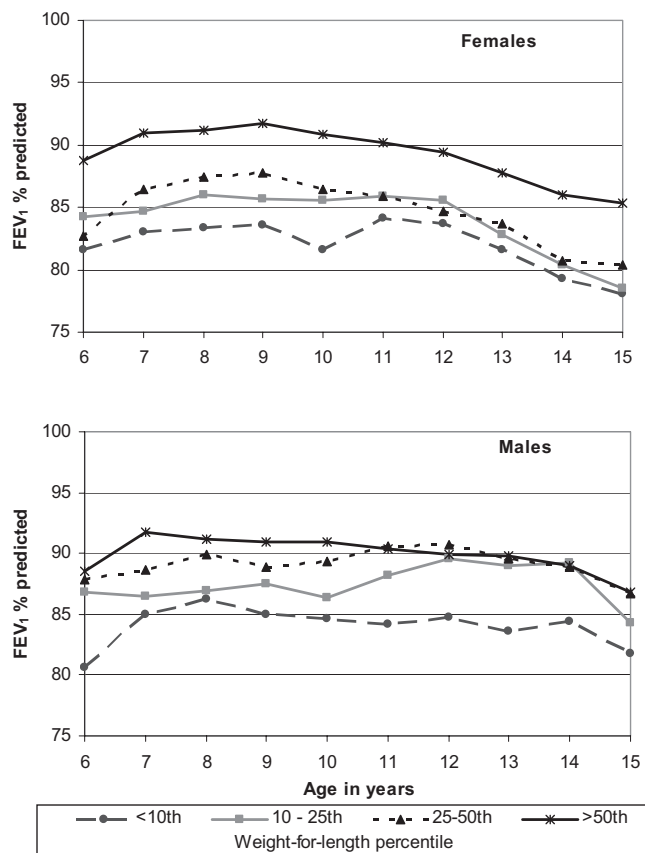 Females
FEV₁ % predicted
100
95
90
85
80
75
6 7 8 9 10 11 12 13 14 15
Males
FEV₁ % predicted
100
95
90
85
80
75
6 7 8 9 10 11 12 13 14 15
Age in years
<10th 10 - 25th 25-50th >50th
Weight-for-length percentile